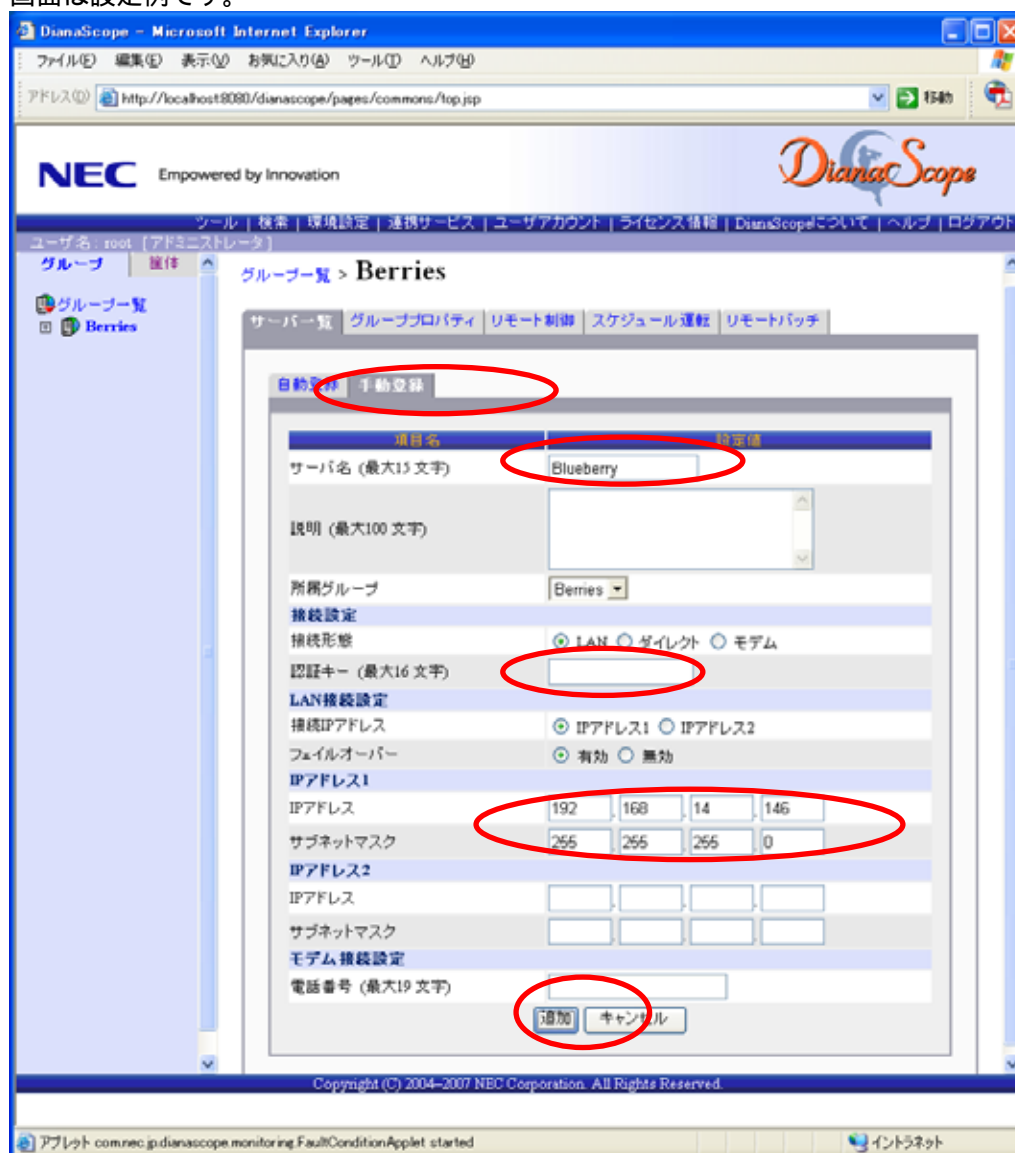 画面は設定例です。
DianaScope - Microsoft Internet Explorer
ファイル(F) 編集(E) 表示(V) お気に入り(A) ツール(T) ヘルプ(H)
アドレス(D) http://localhost:8080/dianascope/pages/commons/top.jsp 移動
NEC Empowered by Innovation DianaScope
ツール | 検索 | 環境設定 | 連携サービス | ユーザアカウント | ライセンス情報 | DianaScopeについて | ヘルプ | ログアウト
ユーザ名 : root [アドミニストレータ]
グループ 筐体
グループ一覧 > Berries
グループ一覧
Berries
サーバー一覧 グループプロパティ リモート制御 スケジュール運転 リモートバッチ
自動登録 手動登録
項目名 設定値
サーバ名 (最大15 文字) Blueberry
説明 (最大100 文字)
所属グループ Berries
接続設定
接続形態 LAN ダイレクト モデム
認証キー (最大16 文字)
LAN接続設定
接続IPアドレス IPアドレス1 IPアドレス2
フェイルオーバー 有効 無効
IPアドレス1
IPアドレス 192 . 168 . 14 . 146
サブネットマスク 255 . 255 . 255 . 0
IPアドレス2
IPアドレス . . .
サブネットマスク . . .
モデム接続設定
電話番号 (最大19 文字)
追加 キャンセル
Copyright (C) 2004-2007 NEC Corporation. All Rights Reserved.
アプレット com.nec.jp.dianascope.monitoring.FaultConditionApplet started イントラネット